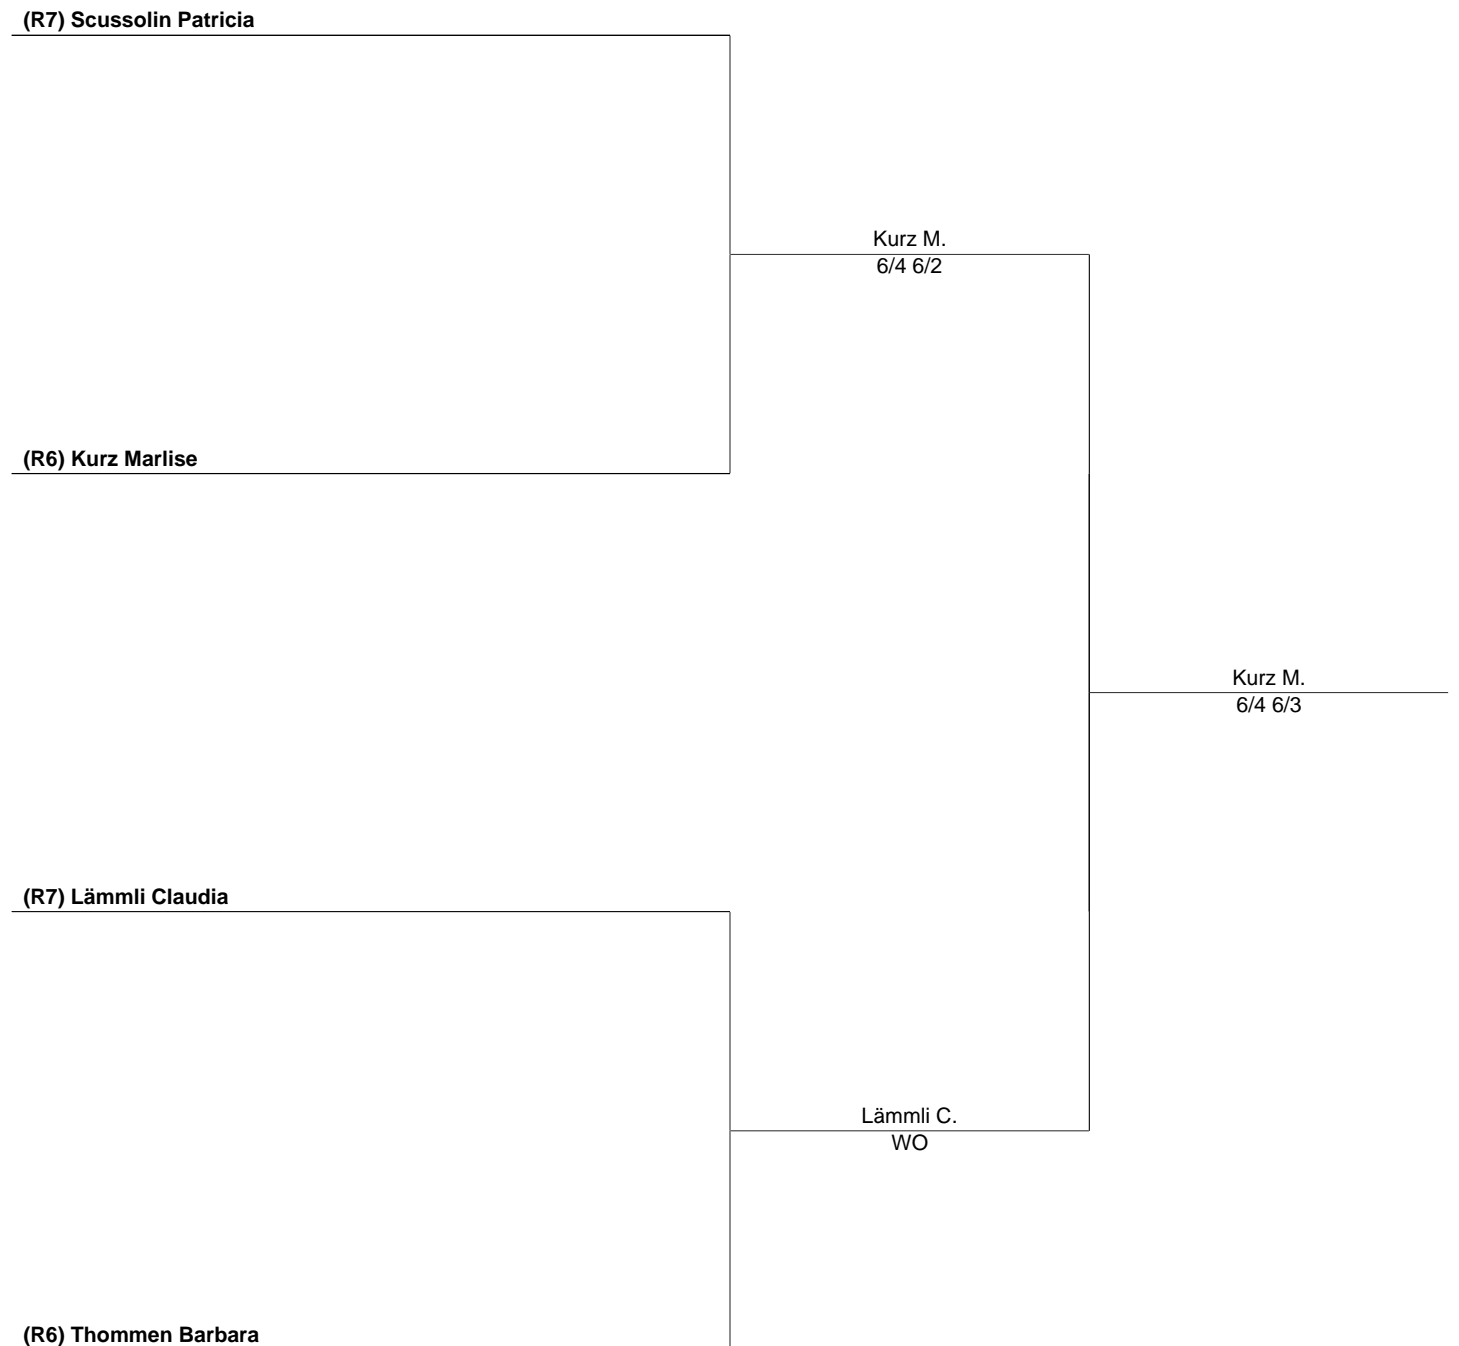 (R7) Scussolin Patricia
Kurz M.
6/4 6/2
(R6) Kurz Marlise
Kurz M.
6/4 6/3
(R7) Lämmli Claudia
Lämmli C.
WO
(R6) Thommen Barbara